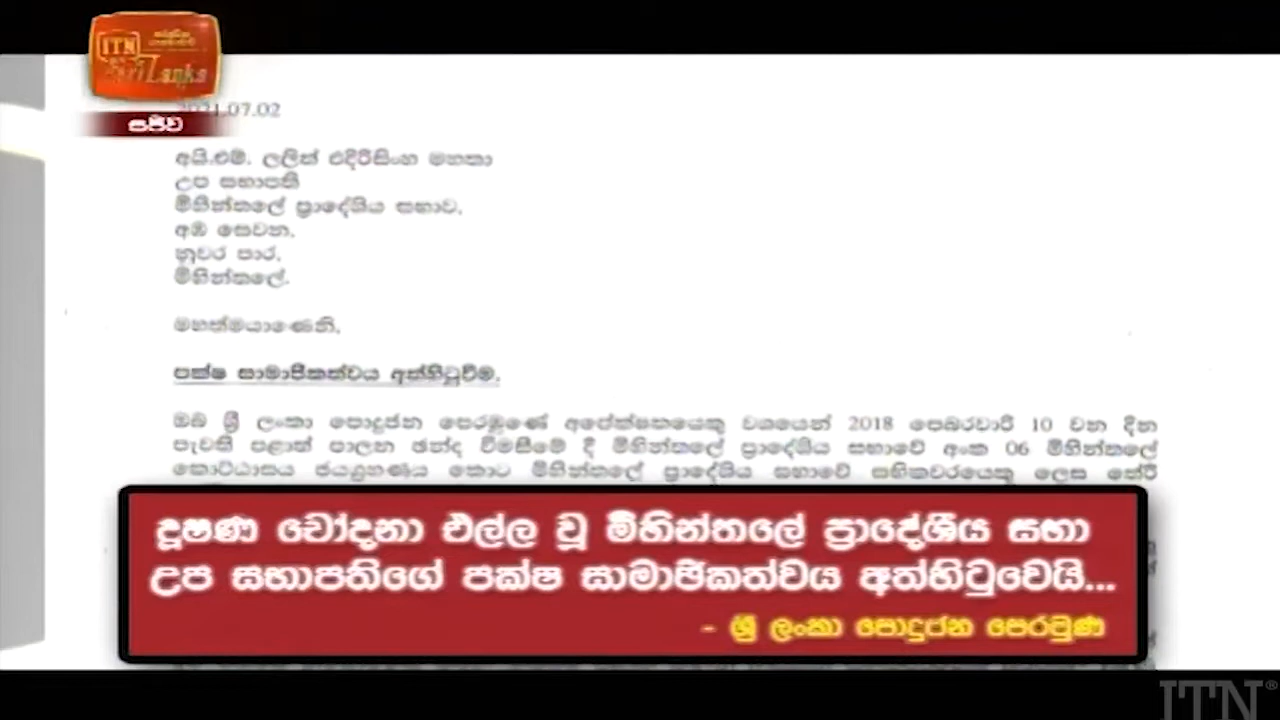 ITN
Sri Lanka
සජීව
2021.07.02
අයි.එම්. ලලිත් එදිරිසිංහ මහතා
උප සභාපති
මිහින්තලේ ප්‍රාදේශීය සභාව,
අඹ සෙවන,
නුවර පාර,
මිහින්තලේ.
මහත්මයාණෙනි,
පක්ෂ සාමාජිකත්වය අත්හිටුවීම.
ඔබ ශ්‍රී ලංකා පොදුජන පෙරමුණේ අපේක්ෂකයෙකු වශයෙන් 2018 පෙබරවාරි 10 වන දින
පැවති පළාත් පාලන ඡන්ද විමසීමේ දී මිහින්තලේ ප්‍රාදේශීය සභාවේ අංක 06 මිහින්තලේ
කොට්ඨාසය ජයග්‍රහණය කොට මිහින්තලේ ප්‍රාදේශීය සභාවේ සභිකවරයෙකු ලෙස තේරී
දූෂණ චෝදනා එල්ල වූ මිහින්තලේ ප්‍රාදේශීය සභා
උප සභාපතිගේ පක්ෂ සාමාජිකත්වය අත්හිටුවෙයි...
- ශ්‍රී ලංකා පොදුජන පෙරමුණ
ITN®